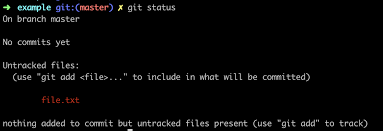 ➜ example git:(master) ✗ git status
On branch master

No commits yet

Untracked files:
  (use "git add <file>..." to include in what will be committed)

        file.txt

nothing added to commit but untracked files present (use "git add" to track)